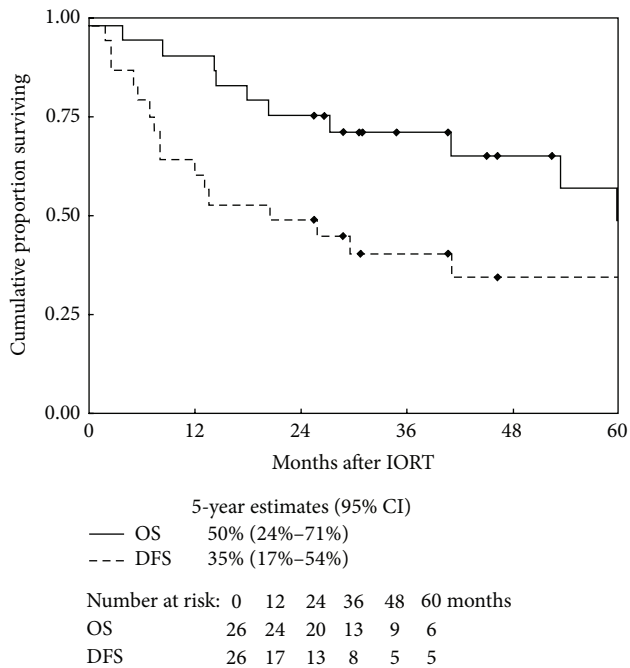 1.00
0.75
0.50
0.25
0.00
Cumulative proportion surviving
0 12 24 36 48 60
Months after IORT
5-year estimates (95% CI)
OS 50% (24%–71%)
DFS 35% (17%–54%)
Number at risk: 0 12 24 36 48 60 months
OS 26 24 20 13 9 6
DFS 26 17 13 8 5 5